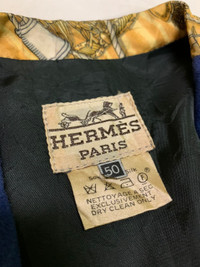 HERMES
PARIS
50
NETTOYAGE A SEC
EXCLUSIVEMENT
DRY CLEAN ONLY